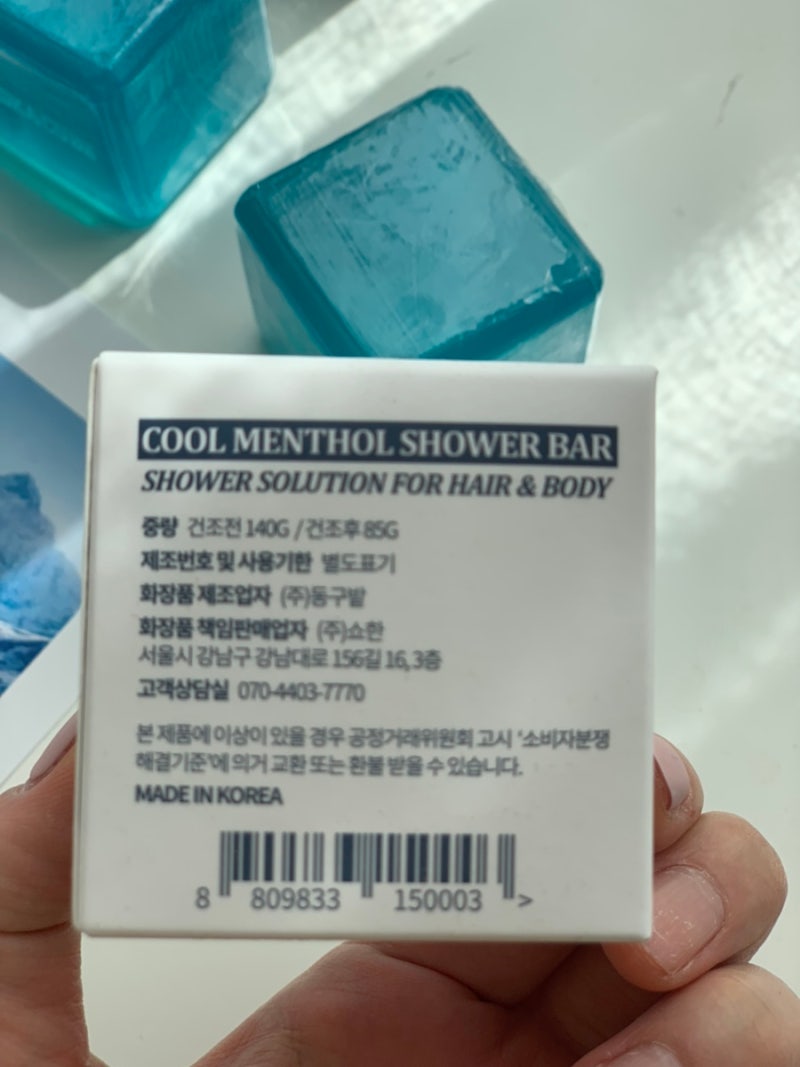 COOL MENTHOL SHOWER BAR
SHOWER SOLUTION FOR HAIR & BODY
중량 건조전 140G / 건조후 85G
제조번호 및 사용기한 별도표기
화장품 제조업자 (주)동구밭
화장품 책임판매업자 (주)쇼한
서울시 강남구 강남대로 156길 16, 3층
고객상담실 070-4403-7770
본 제품에 이상이 있을 경우 공정거래위원회 고시 '소비자분쟁
해결기준'에 의거 교환 또는 환불 받을 수 있습니다.
MADE IN KOREA
8 809833 150003 >